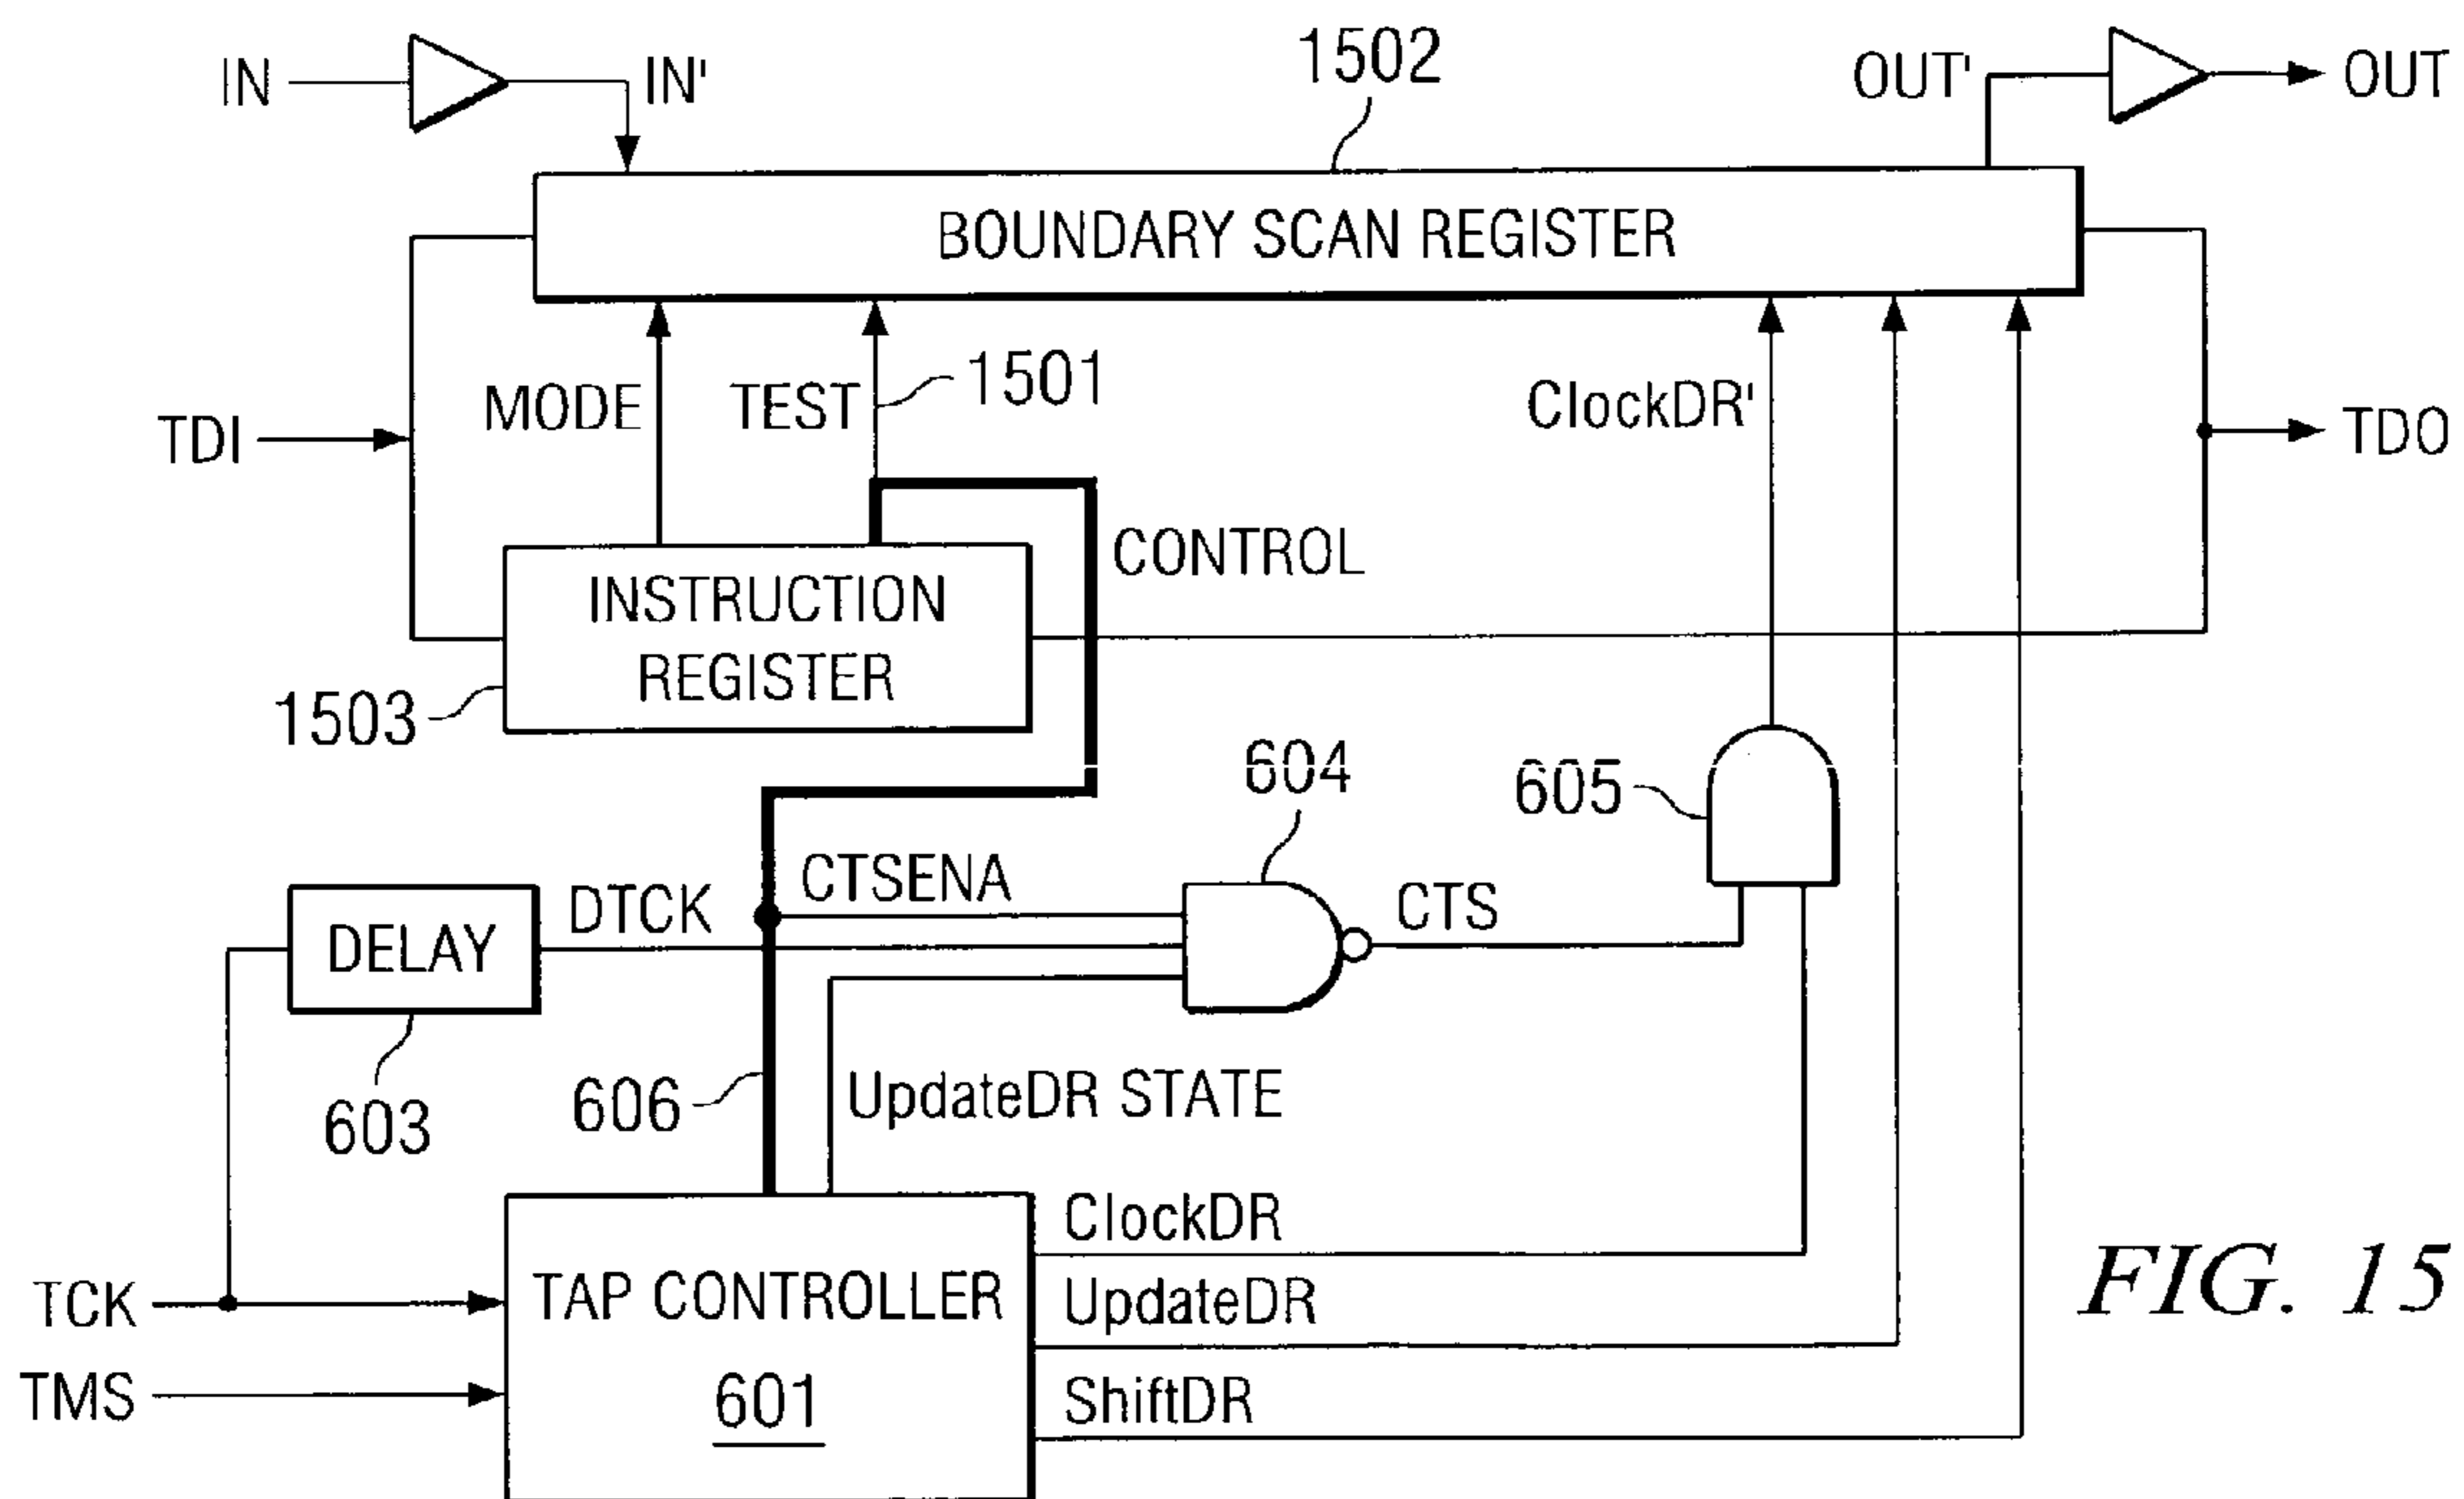 1502
IN
IN'
OUT'
OUT
BOUNDARY SCAN REGISTER
MODE
TEST
1501
ClockDR'
TDI
TDO
CONTROL
INSTRUCTION
REGISTER
1503
604
605
CTSENA
DTCK
CTS
DELAY
606
UpdateDR STATE
603
ClockDR
TCK
TAP CONTROLLER
UpdateDR
FIG. 15
TMS
601
ShiftDR